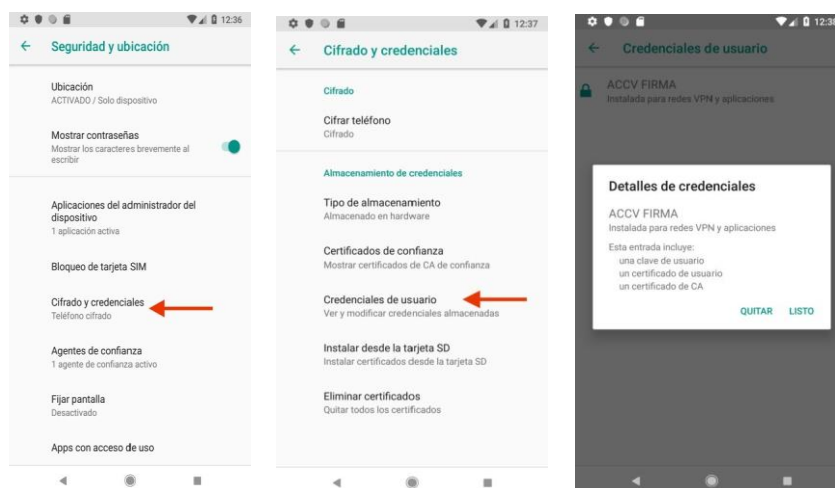 12:36
Seguridad y ubicación
Ubicación
ACTIVADO / Solo dispositivo
Mostrar contraseñas
Mostrar los caracteres brevemente al
escribir
Aplicaciones del administrador del
dispositivo
1 aplicación activa
Bloqueo de tarjeta SIM
Cifrado y credenciales
Teléfono cifrado
Agentes de confianza
1 agente de confianza activo
Fijar pantalla
Desactivado
Apps con acceso de uso
12:37
Cifrado y credenciales
Cifrado
Cifrar teléfono
Cifrado
Almacenamiento de credenciales
Tipo de almacenamiento
Almacenado en hardware
Certificados de confianza
Mostrar certificados de CA de confianza
Credenciales de usuario
Ver y modificar credenciales almacenadas
Instalar desde la tarjeta SD
Instalar certificados desde la tarjeta SD
Eliminar certificados
Quitar todos los certificados
12:38
Credenciales de usuario
ACCV FIRMA
Instalada para redes VPN y aplicaciones
Detalles de credenciales
ACCV FIRMA
Instalada para redes VPN y aplicaciones
Esta entrada incluye:
una clave de usuario
un certificado de usuario
un certificado de CA
QUITAR LISTO